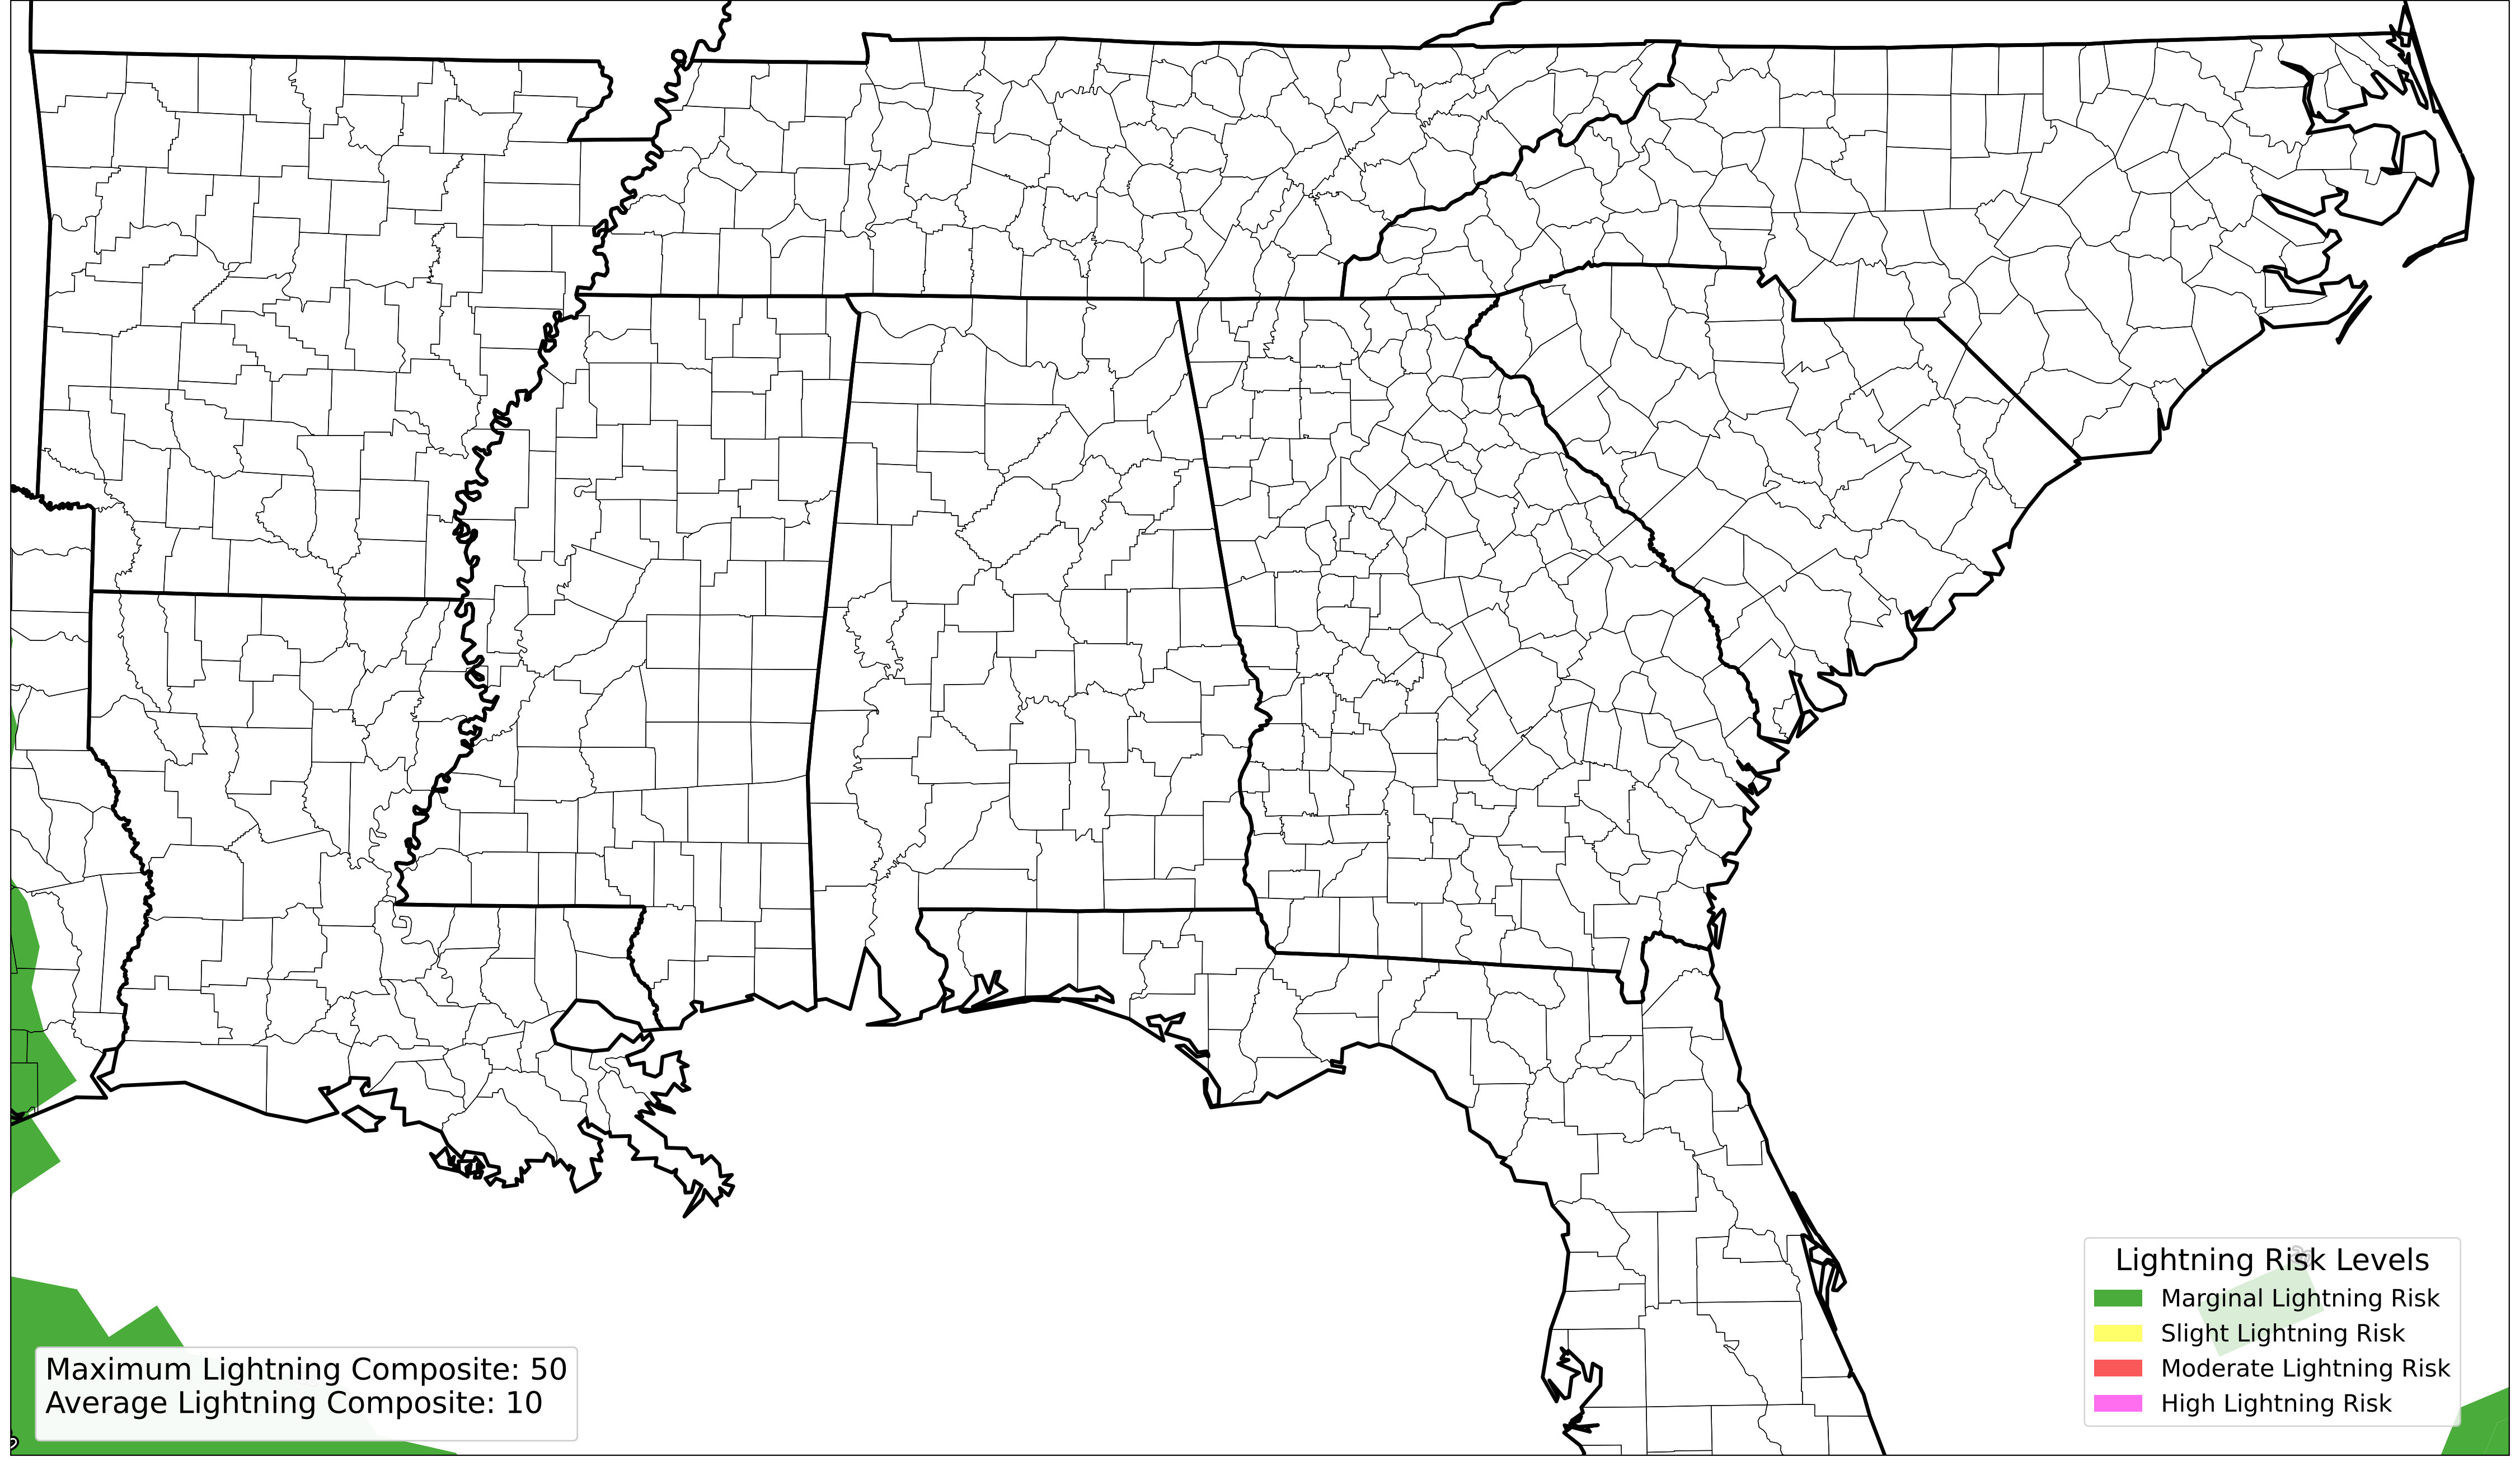 Lightning Risk Levels
Marginal Lightning Risk
Slight Lightning Risk
Moderate Lightning Risk
High Lightning Risk
Maximum Lightning Composite: 50
Average Lightning Composite: 10